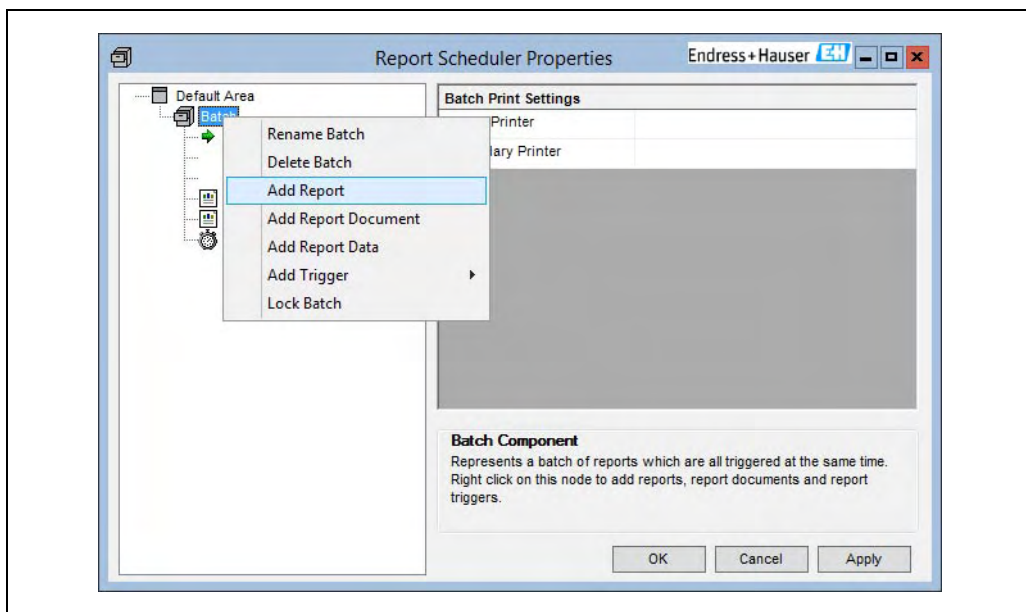 Report Scheduler Properties
Endress+Hauser EH
Default Area
Batch
Rename Batch
Delete Batch
Add Report
Add Report Document
Add Report Data
Add Trigger
Lock Batch
Batch Print Settings
Printer
lary Printer
Batch Component
Represents a batch of reports which are all triggered at the same time.
Right click on this node to add reports, report documents and report
triggers.
OK Cancel Apply